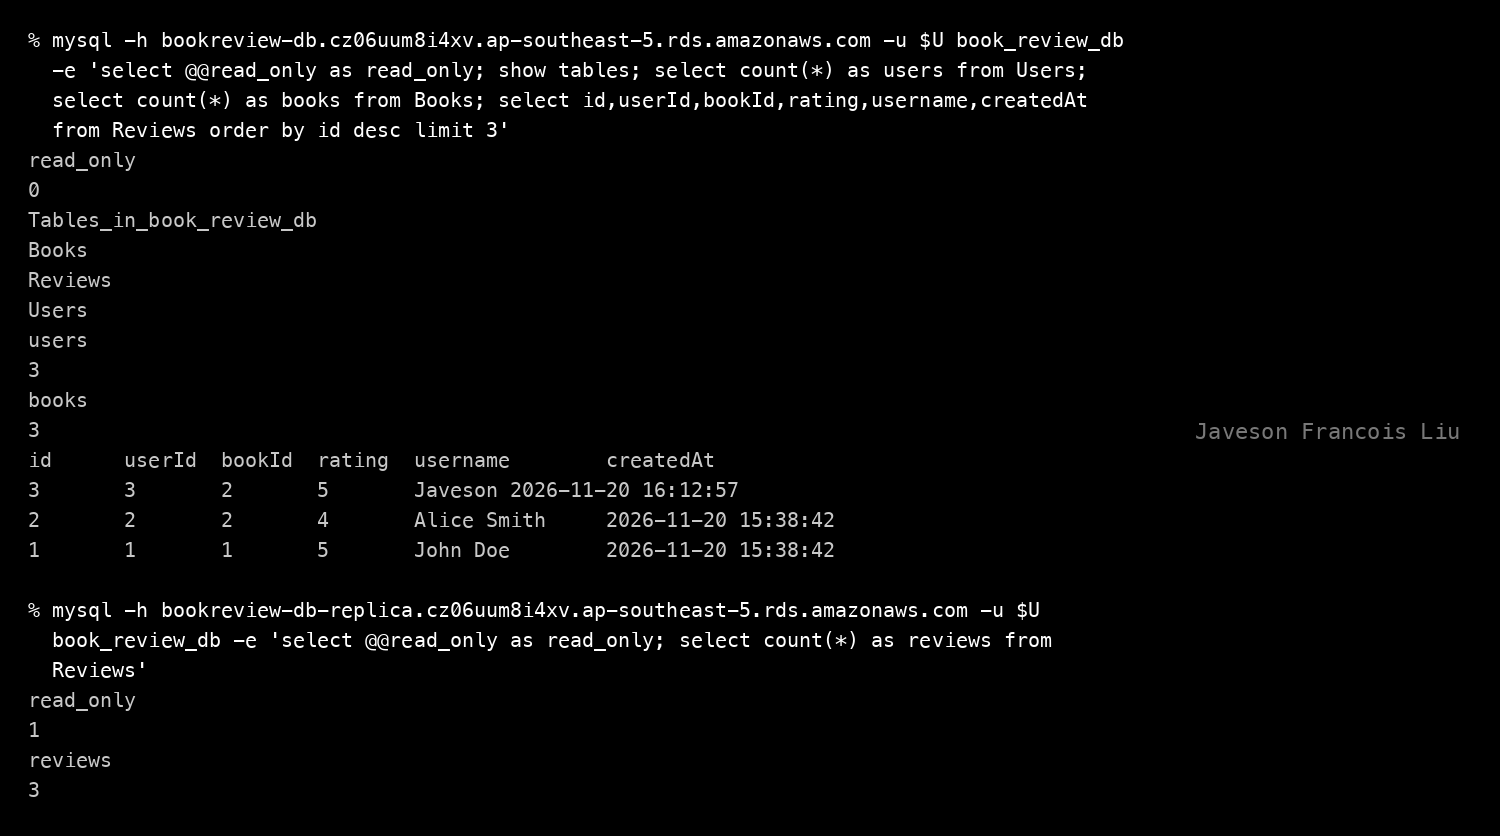 % mysql -h bookreview-db.cz06uum8i4xv.ap-southeast-5.rds.amazonaws.com -u $U book_review_db
  -e 'select @@read_only as read_only; show tables; select count(*) as users from Users;
  select count(*) as books from Books; select id,userId,bookId,rating,username,createdAt
  from Reviews order by id desc limit 3'
read_only
0
Tables_in_book_review_db
Books
Reviews
Users
users
3
books
3
Javeson Francois Liu
id      userId  bookId  rating  username        createdAt
3       3       2       5       Javeson 2026-11-20 16:12:57
2       2       2       4       Alice Smith     2026-11-20 15:38:42
1       1       1       5       John Doe        2026-11-20 15:38:42

% mysql -h bookreview-db-replica.cz06uum8i4xv.ap-southeast-5.rds.amazonaws.com -u $U
  book_review_db -e 'select @@read_only as read_only; select count(*) as reviews from
  Reviews'
read_only
1
reviews
3